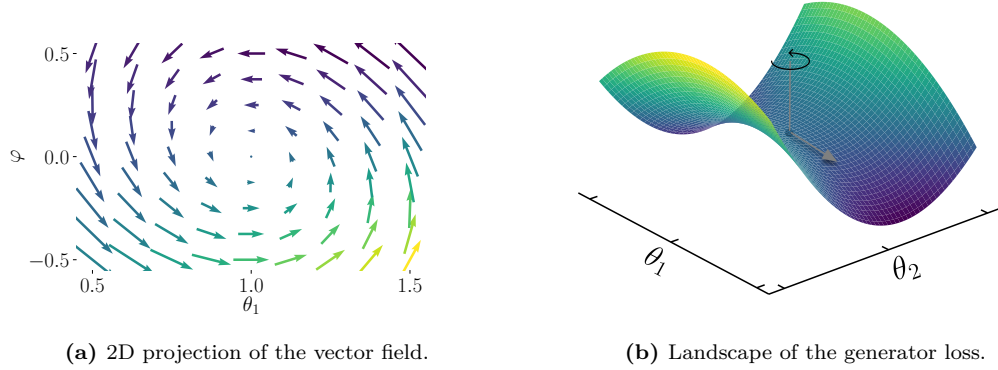 0.5
0.0
−0.5
φ
0.5 1.0 1.5
θ₁
θ₁
θ₂
(a) 2D projection of the vector field.
(b) Landscape of the generator loss.